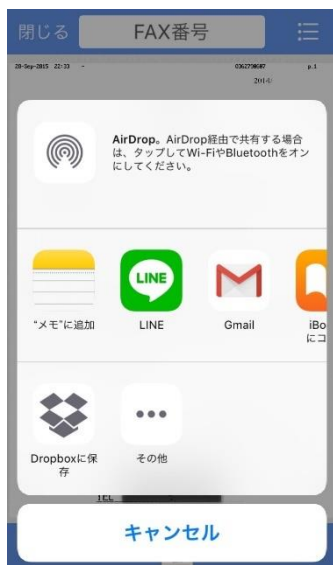 閉じる
FAX番号
28-Sep-2015 22:33 -
p.1
AirDrop。AirDrop経由で共有する場合
は、タップしてWi-FiやBluetoothをオン
にしてください。
LINE
"メモ"に追加
LINE
Gmail
iBo
にコ
Dropboxに保
存
その他
TEL
キャンセル